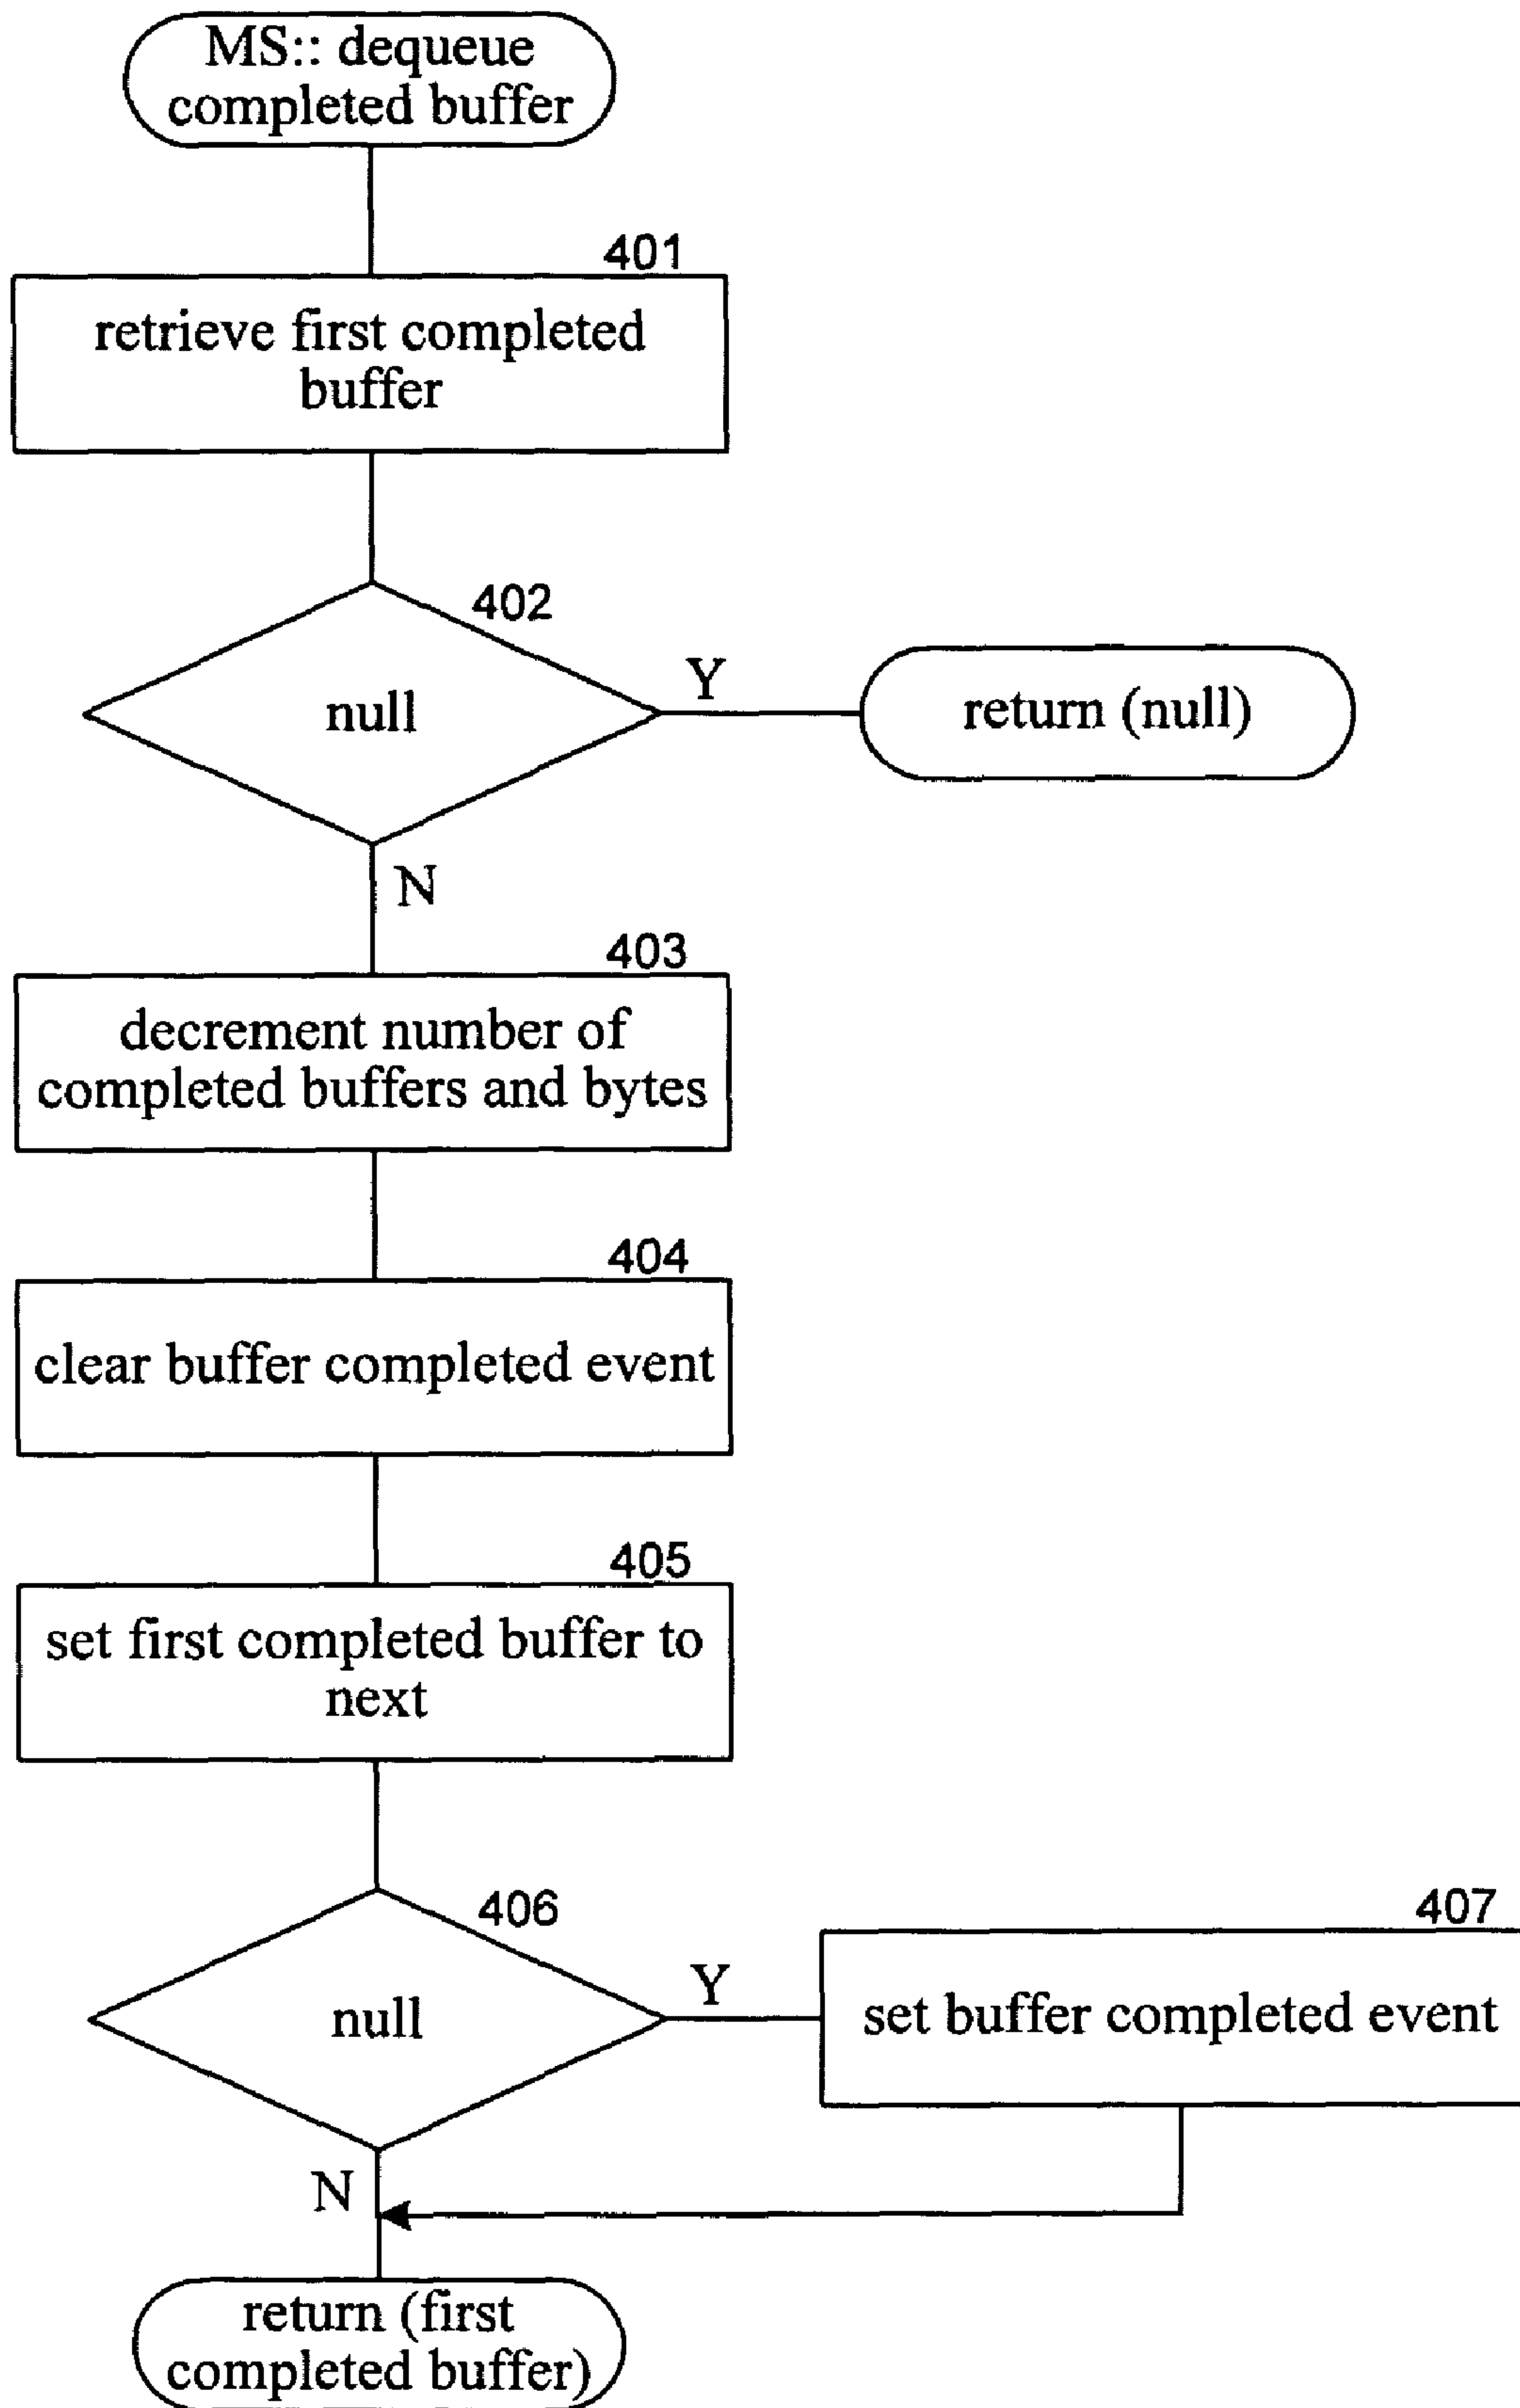 MS:: dequeue
completed buffer
401
retrieve first completed
buffer
402
null
Y
return (null)
N
403
decrement number of
completed buffers and bytes
404
clear buffer completed event
405
set first completed buffer to
next
406
null
Y
407
set buffer completed event
N
return (first
completed buffer)